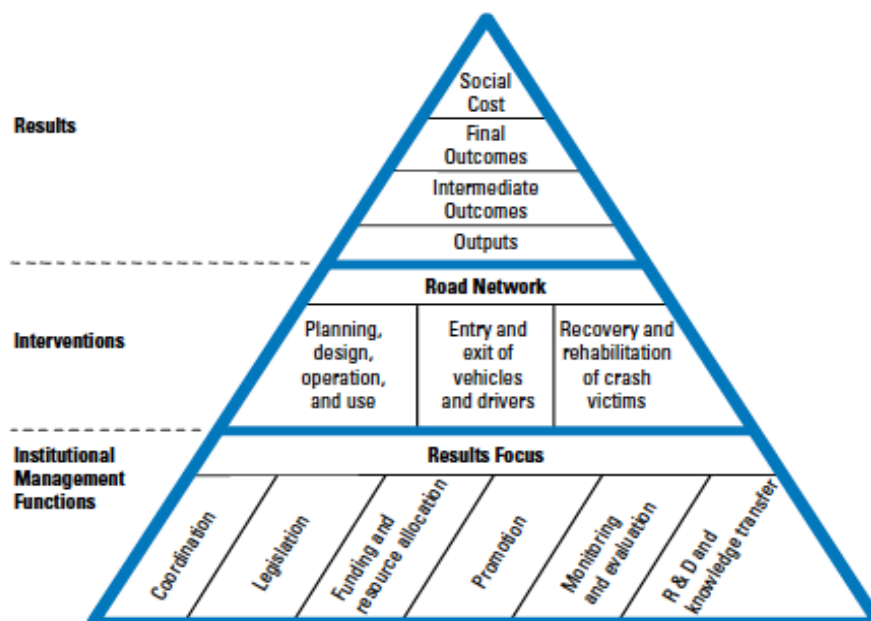 Results
Social
Cost
Final
Outcomes
Intermediate
Outcomes
Outputs
Interventions
Road Network
Planning,
design,
operation,
and use
Entry and
exit of
vehicles
and drivers
Recovery and
rehabilitation
of crash
victims
Institutional
Management
Functions
Results Focus
Coordination
Legislation
Funding and
resource allocation
Promotion
Monitoring
and evaluation
R & D and
knowledge transfer